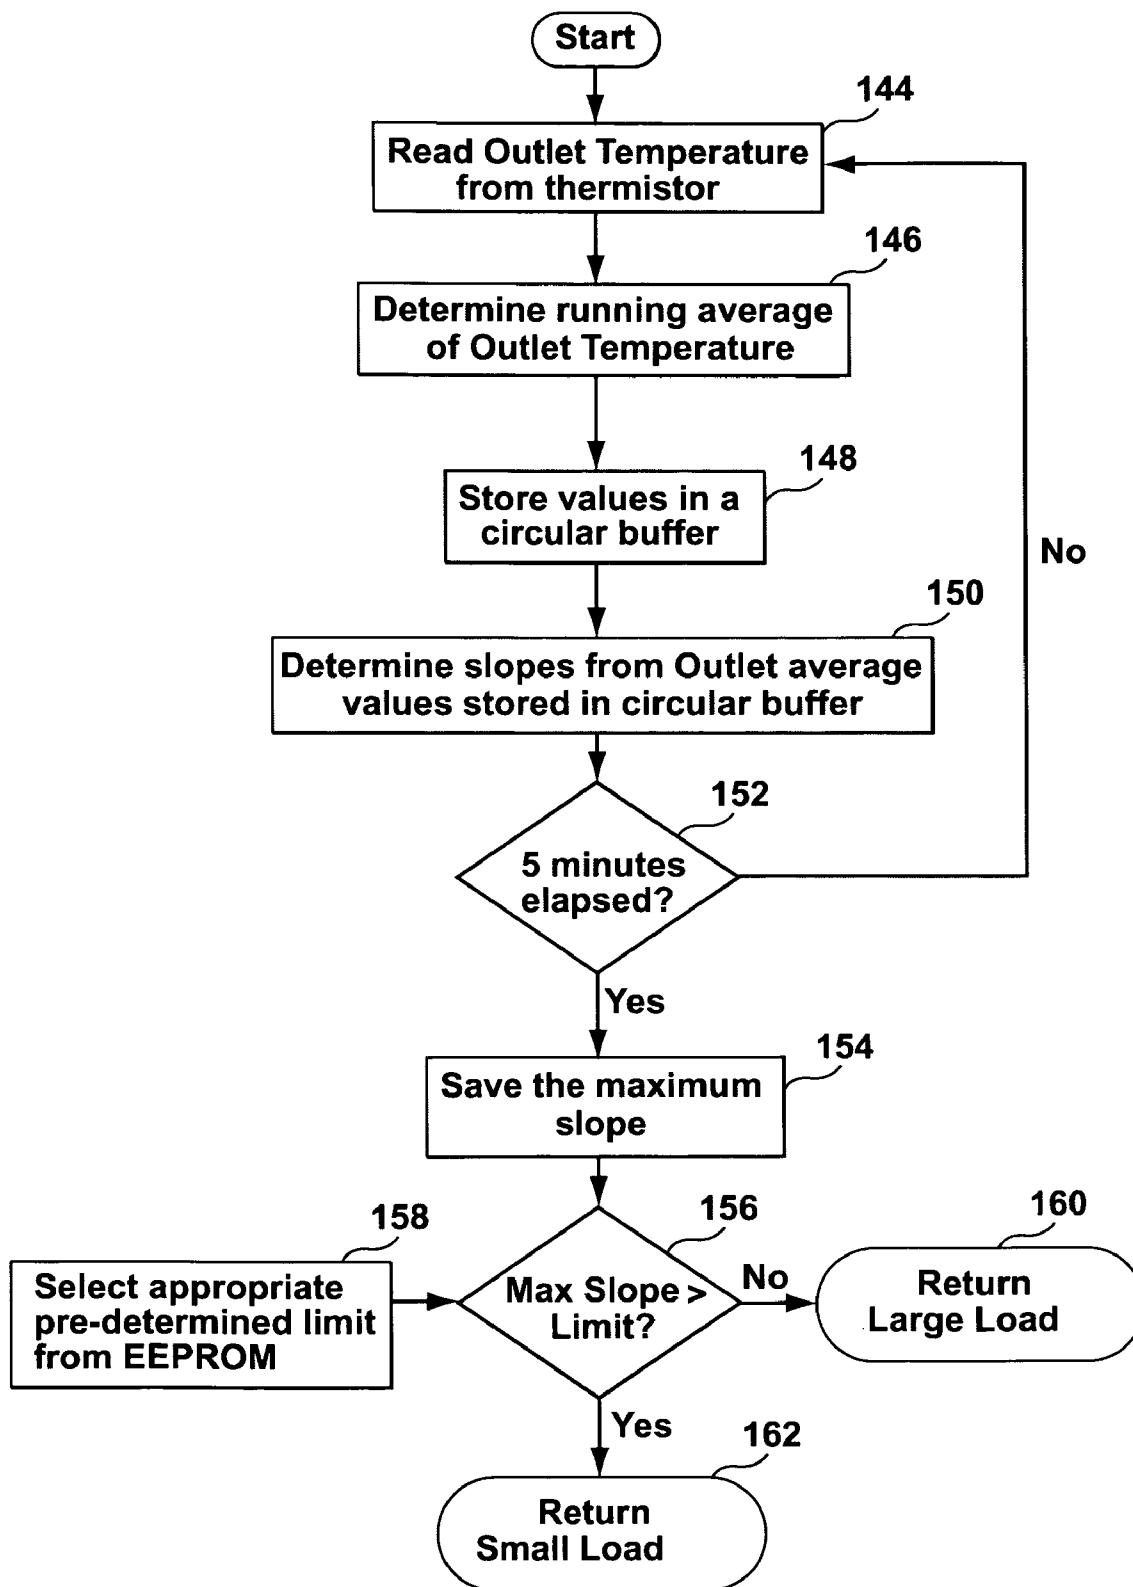 Start
144
Read Outlet Temperature
from thermistor
146
Determine running average
of Outlet Temperature
148
Store values in a
circular buffer
No
150
Determine slopes from Outlet average
values stored in circular buffer
152
5 minutes
elapsed?
Yes
154
Save the maximum
slope
158
Select appropriate
pre-determined limit
from EEPROM
156
Max Slope >
Limit?
No
160
Return
Large Load
Yes
162
Return
Small Load